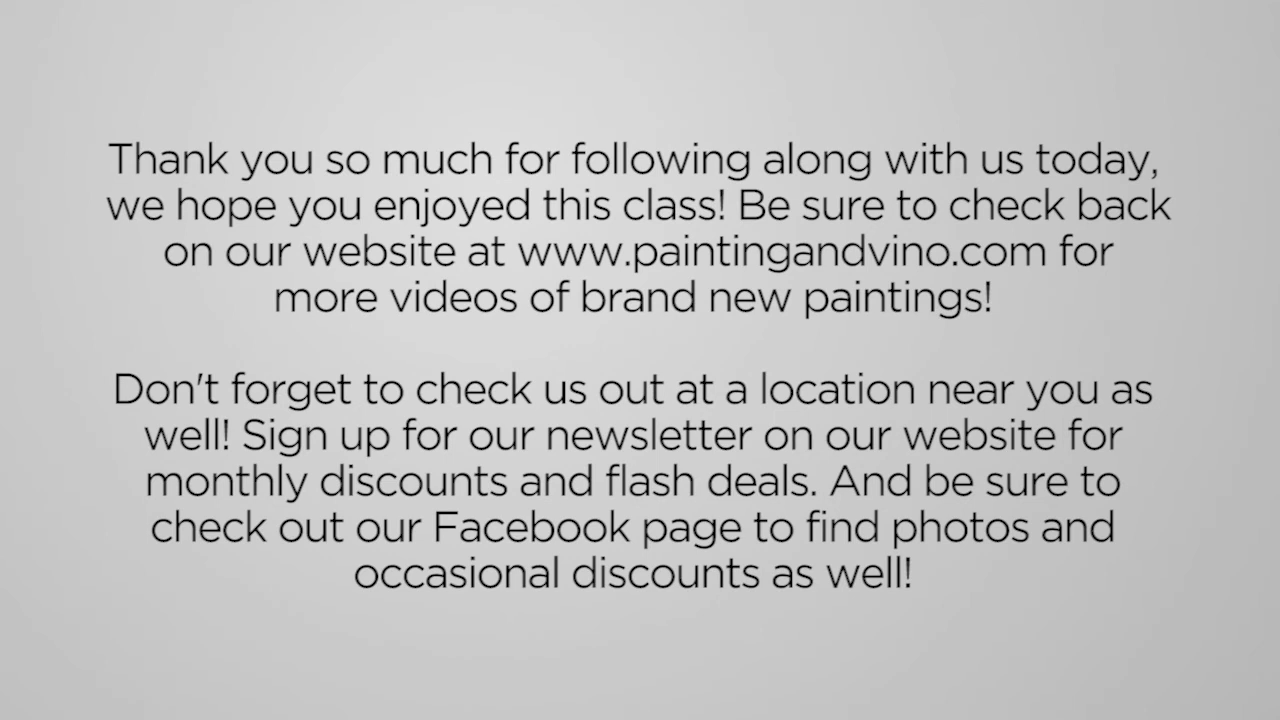 Thank you so much for following along with us today,
we hope you enjoyed this class! Be sure to check back
on our website at www.paintingandvino.com for
more videos of brand new paintings!
Don't forget to check us out at a location near you as
well! Sign up for our newsletter on our website for
monthly discounts and flash deals. And be sure to
check out our Facebook page to find photos and
occasional discounts as well!